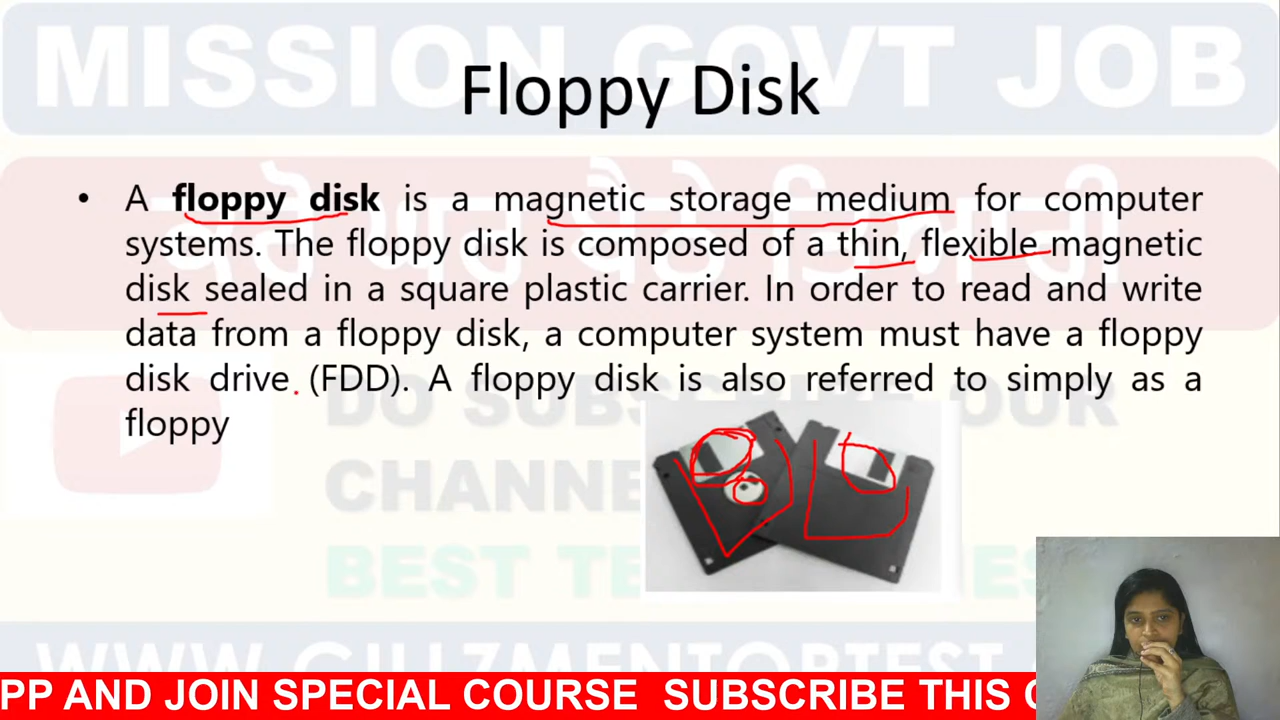 MISSION GOVT JOB
Floppy Disk
• A floppy disk is a magnetic storage medium for computer
systems. The floppy disk is composed of a thin, flexible magnetic
disk sealed in a square plastic carrier. In order to read and write
data from a floppy disk, a computer system must have a floppy
disk drive (FDD). A floppy disk is also referred to simply as a
floppy
DO SUBSCRIBE OUR
CHANNE
BEST TE
ES
PP AND JOIN SPECIAL COURSE SUBSCRIBE THIS C